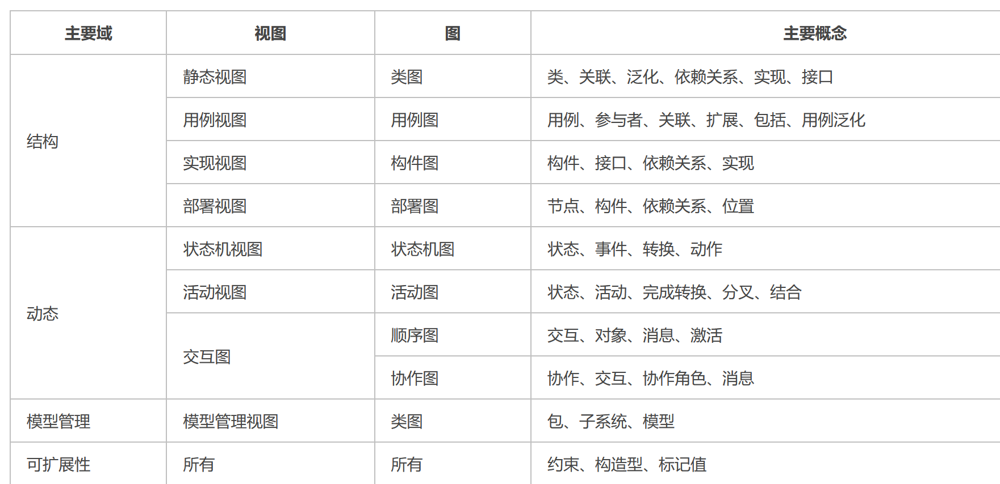 主要域 视图 图 主要概念
结构
静态视图 类图 类、关联、泛化、依赖关系、实现、接口
用例视图 用例图 用例、参与者、关联、扩展、包括、用例泛化
实现视图 构件图 构件、接口、依赖关系、实现
部署视图 部署图 节点、构件、依赖关系、位置
动态
状态机视图 状态机图 状态、事件、转换、动作
活动视图 活动图 状态、活动、完成转换、分叉、结合
交互图
顺序图 交互、对象、消息、激活
协作图 协作、交互、协作角色、消息
模型管理 模型管理视图 类图 包、子系统、模型
可扩展性 所有 所有 约束、构造型、标记值